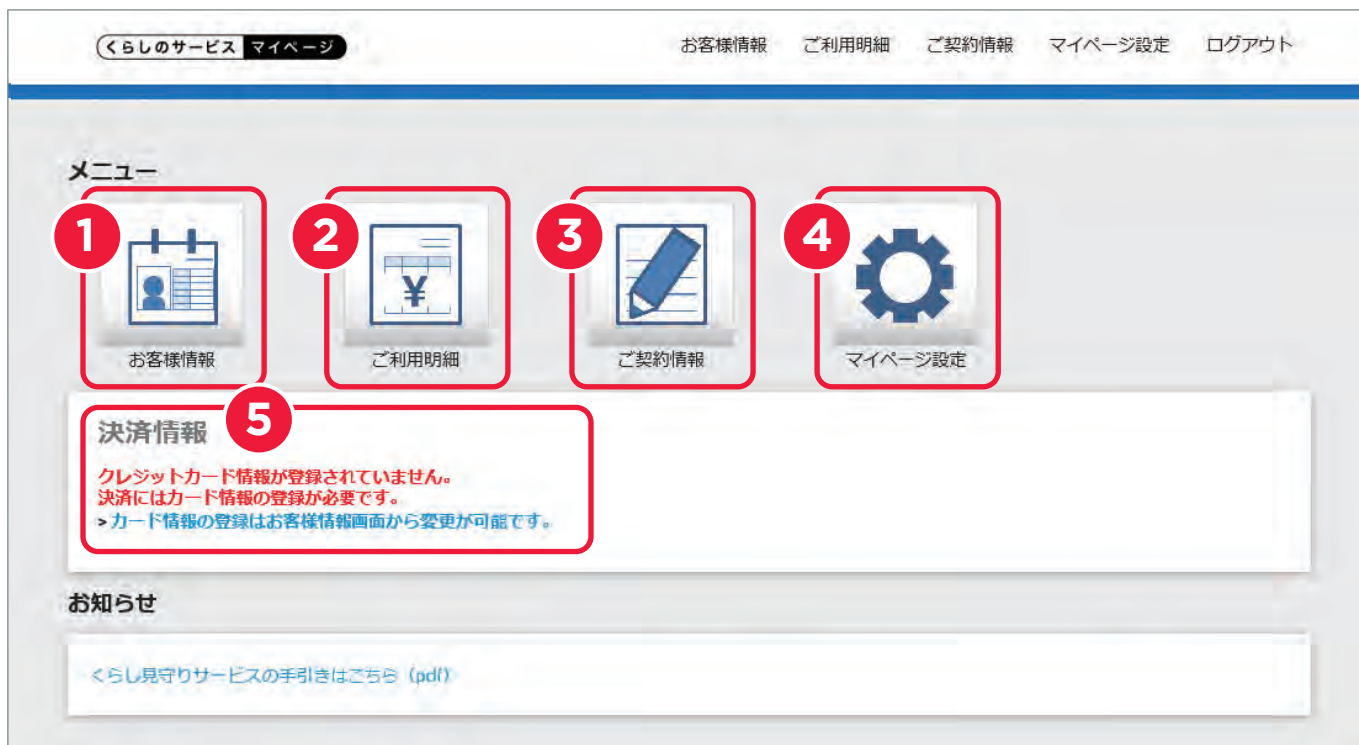 くらしのサービス マイページ
お客様情報 ご利用明細 ご契約情報 マイページ設定 ログアウト
メニュー
1 2 3 4
¥
お客様情報 ご利用明細 ご契約情報 マイページ設定
5
決済情報
クレジットカード情報が登録されていません。
決済にはカード情報の登録が必要です。
>カード情報の登録はお客様情報画面から変更が可能です。
お知らせ
くらし見守りサービスの手引きはこちら (pdf)